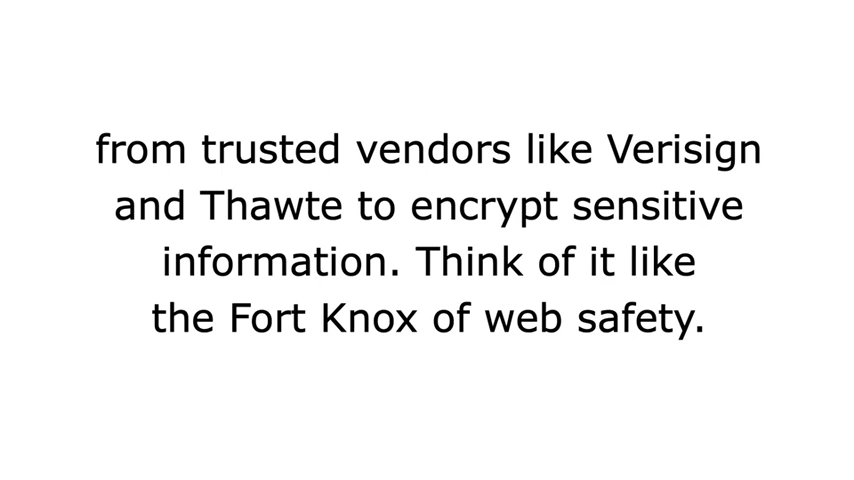 from trusted vendors like Verisign
and Thawte to encrypt sensitive
information. Think of it like
the Fort Knox of web safety.